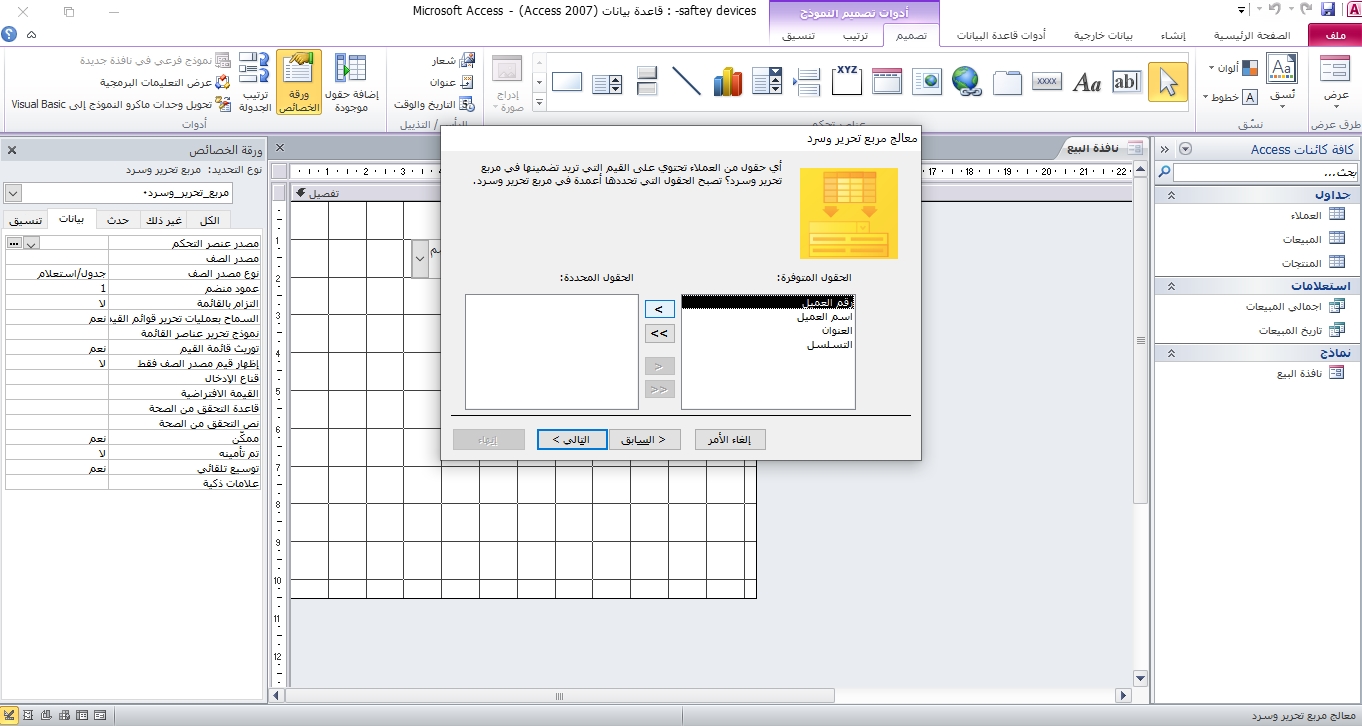 saftey devices- : قاعدة بيانات (Access 2007) - Microsoft Access
أدوات تصميم النموذج
ملف
الصفحة الرئيسية
إنشاء
بيانات خارجية
أدوات قاعدة البيانات
تصميم
ترتيب
تنسيق
عرض
طرق عرض
ألوان
خطوط
نَسق
نسَّق
Aa
A
ab|
Aa
xxxx
XYZ
عناصر تحكم
إدراج
صورة
شعار
عنوان
التاريخ والوقت
الرأس / التذييل
إضافة حقول
موجودة
ورقة
الخصائص
ترتيب
الجدولة
نموذج فرعي في نافذة جديدة
عرض التعليمات البرمجية
تحويل وحدات ماكرو النموذج إلى Visual Basic
أدوات
كافة كائنات Access
بحث...
جداول
العملاء
المبيعات
المنتجات
استعلامات
اجمالي المبيعات
تاريخ المبيعات
نماذج
نافذة البيع
نافذة البيع
1 2 3 4
17 18 19 20 21 22
تفصيل
1
2
3
4
5
6
7
8
9
10
11
12
معالج مربع تحرير وسرد
أي حقول من العملاء تحتوي على القيم التي تريد تضمينها في مربع
تحرير وسرد؟ تصبح الحقول التي تحددها أعمدة في مربع تحرير وسرد.
الحقول المتوفرة:
الحقول المحددة:
رقم العميل
اسم العميل
العنوان
التسلسل
<
<<
>
>>
إلغاء الأمر
< السابق
التالي >
إنهاء
ورقة الخصائص
نوع التحديد: مربع تحرير وسرد
مربع_تحرير_وسرد٠
تنسيق
بيانات
حدث
غير ذلك
الكل
مصدر عنصر التحكم
مصدر الصف
نوع مصدر الصف جدول/استعلام
عمود منضم 1
التزام بالقائمة لا
السماح بعمليات تحرير قوائم القيم نعم
نموذج تحرير عناصر القائمة
توريث قائمة القيم نعم
إظهار قيم مصدر الصف فقط لا
قناع الإدخال
القيمة الافتراضية
قاعدة التحقق من الصحة
نص التحقق من الصحة
ممكّن نعم
تم تأمينه لا
توسيع تلقائي نعم
علامات ذكية
معالج مربع تحرير وسرد